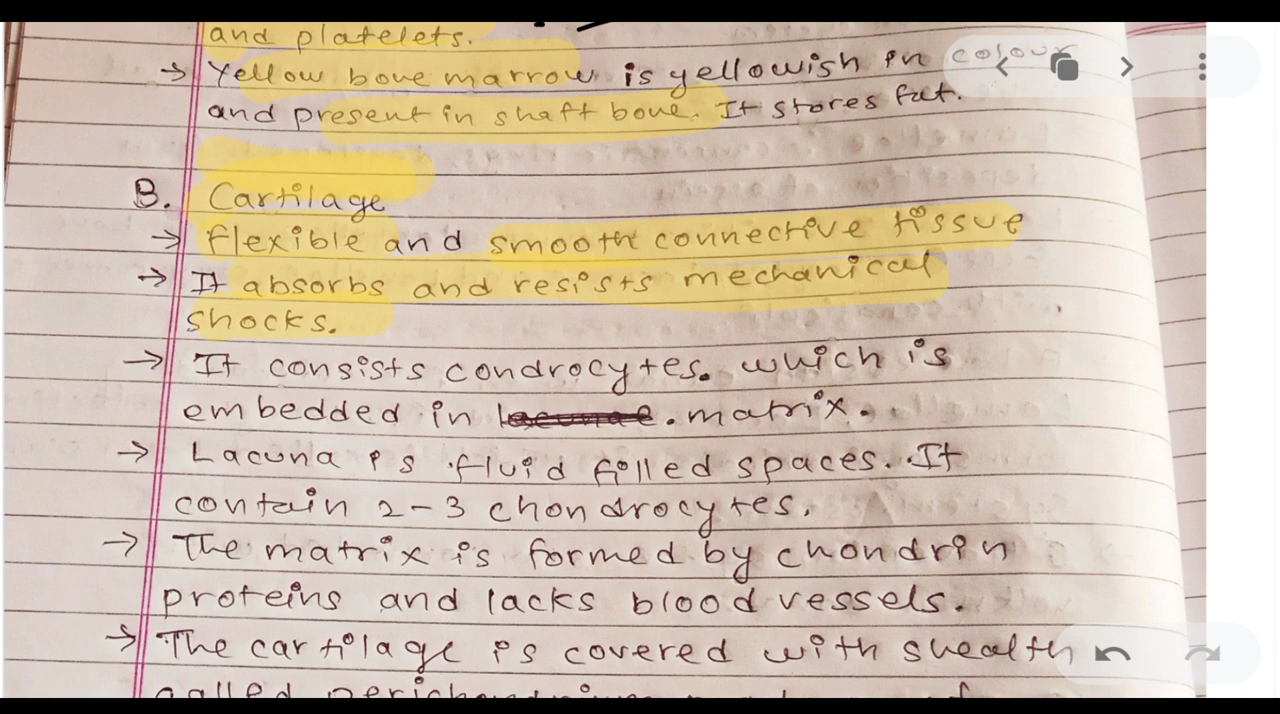 and platelets.
→ Yellow bone marrow is yellowish in colour
and present in shaft bone. It stores fat.
B. Cartilage
→ flexible and smooth connective tissue
→ It absorbs and resists mechanical
shocks.
→ It consists condrocytes. which is
embedded in lacunae. matrix.
→ Lacuna is fluid filled spaces. It
contain 2-3 chondrocytes.
→ The matrix is formed by chondrin
proteins and lacks blood vessels.
→ The cartilage is covered with shealth
called perichondrium